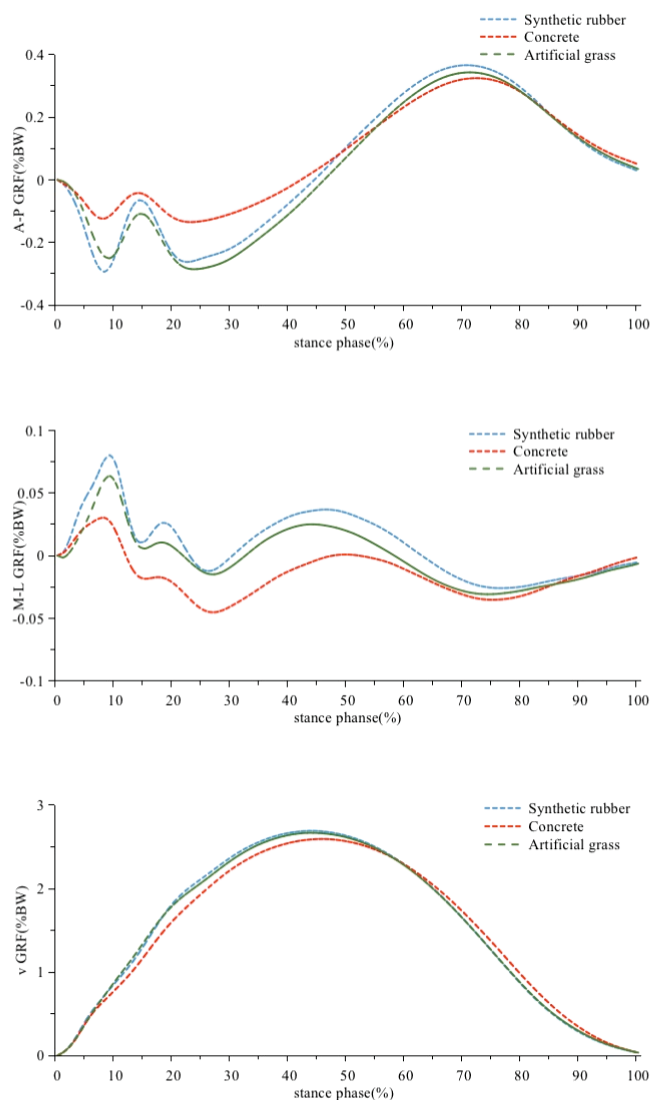 Synthetic rubber
Concrete
Artificial grass
0.4
0.2
0
-0.2
-0.4
A-P GRF(%BW)
0 10 20 30 40 50 60 70 80 90 100
stance phase(%)
Synthetic rubber
Concrete
Artificial grass
0.1
0.05
0
-0.05
-0.1
M-L GRF(%BW)
0 10 20 30 40 50 60 70 80 90 100
stance phanse(%)
Synthetic rubber
Concrete
Artificial grass
3
2
1
0
v GRF(%BW)
0 10 20 30 40 50 60 70 80 90 100
stance phase(%)